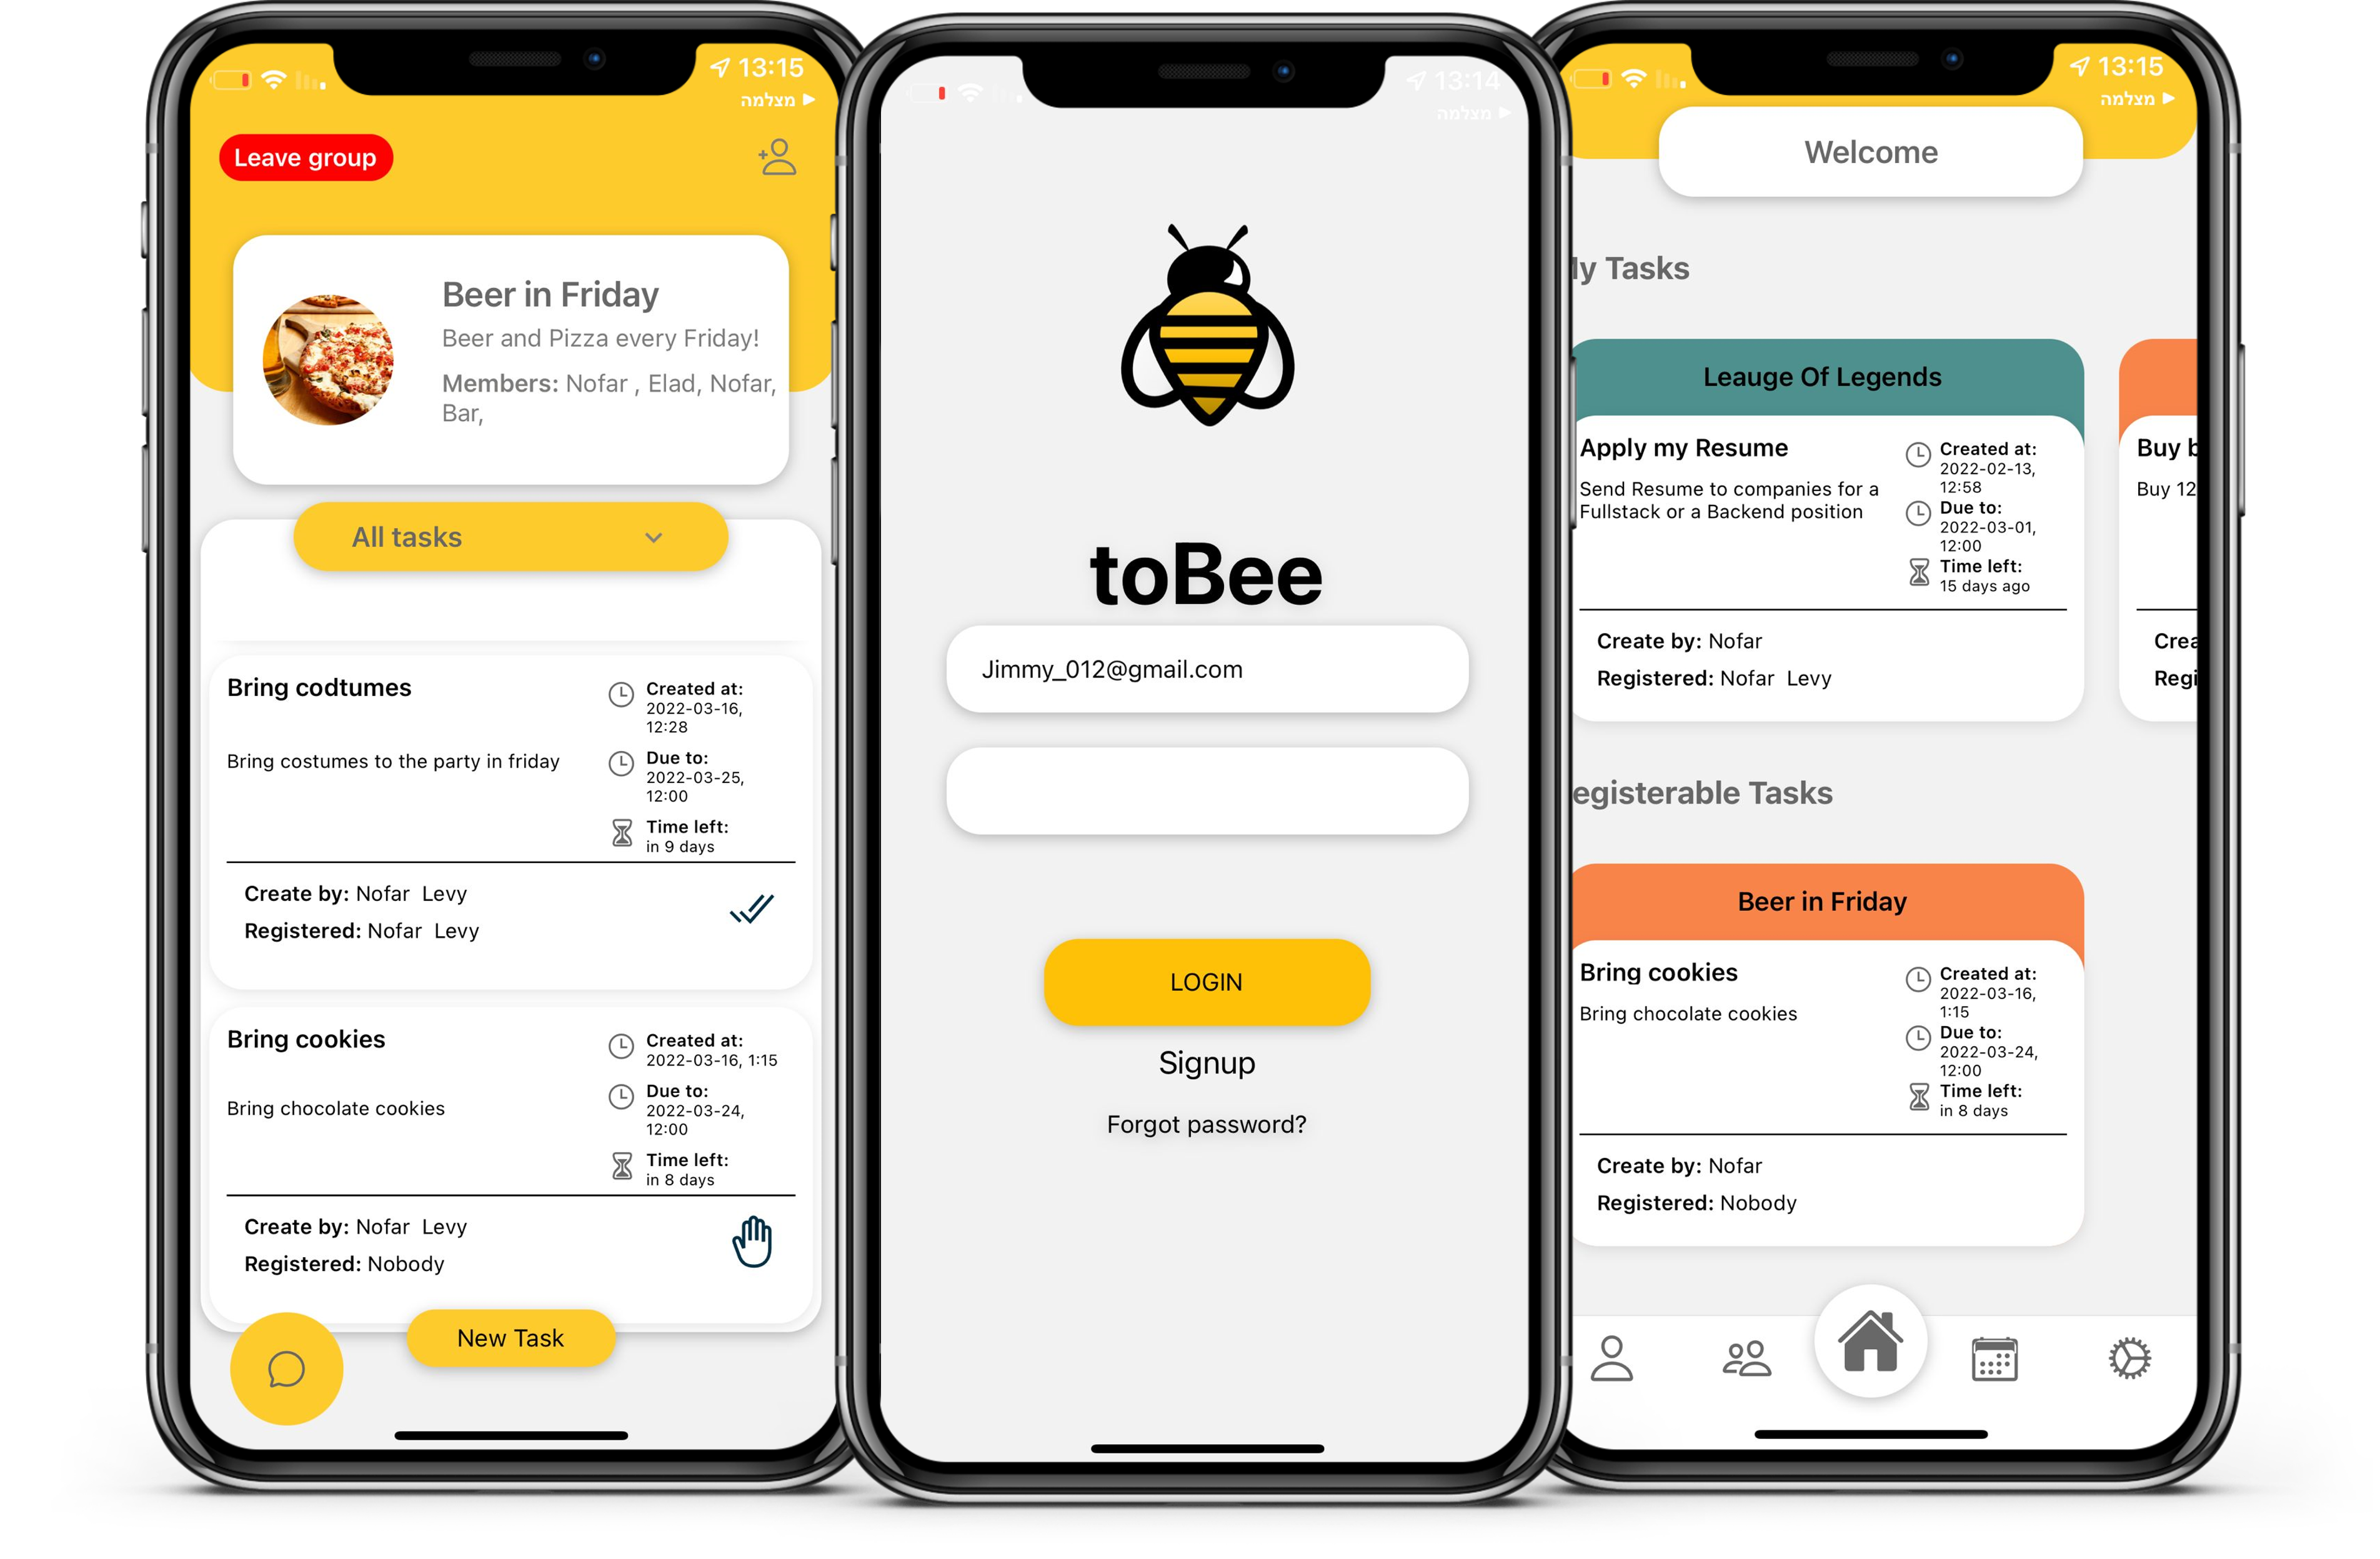 13:15
מצלמה
Leave group
Beer in Friday
Beer and Pizza every Friday!
Members: Nofar , Elad, Nofar,
Bar,
All tasks
Bring codtumes
Bring costumes to the party in friday
Created at:
2022-03-16,
12:28
Due to:
2022-03-25,
12:00
Time left:
in 9 days
Create by: Nofar Levy
Registered: Nofar Levy
Bring cookies
Bring chocolate cookies
Created at:
2022-03-16, 1:15
Due to:
2022-03-24,
12:00
Time left:
in 8 days
Create by: Nofar Levy
Registered: Nobody
New Task
13:14
מצלמה
toBee
Jimmy_012@gmail.com
LOGIN
Signup
Forgot password?
13:15
מצלמה
Welcome
y Tasks
Leauge Of Legends
Apply my Resume
Send Resume to companies for a
Fullstack or a Backend position
Created at:
2022-02-13,
12:58
Due to:
2022-03-01,
12:00
Time left:
15 days ago
Create by: Nofar
Registered: Nofar Levy
Buy b
Buy 12
Crea
Regi
egisterable Tasks
Beer in Friday
Bring cookies
Bring chocolate cookies
Created at:
2022-03-16,
1:15
Due to:
2022-03-24,
12:00
Time left:
in 8 days
Create by: Nofar
Registered: Nobody